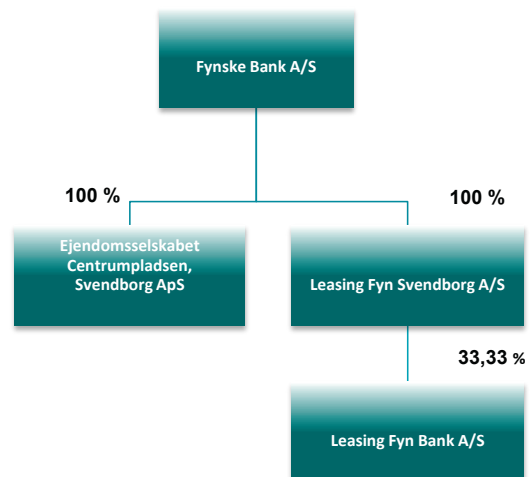 Fynske Bank A/S
100 %
100 %
Ejendomsselskabet
Centrumpladsen,
Svendborg ApS
Leasing Fyn Svendborg A/S
33,33 %
Leasing Fyn Bank A/S